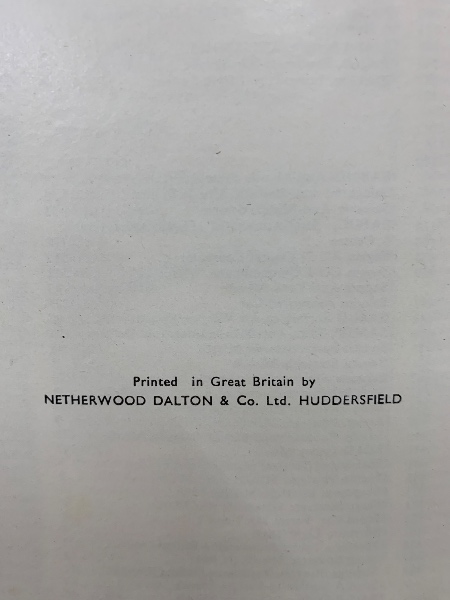 Printed in Great Britain by
NETHERWOOD DALTON & Co. Ltd. HUDDERSFIELD